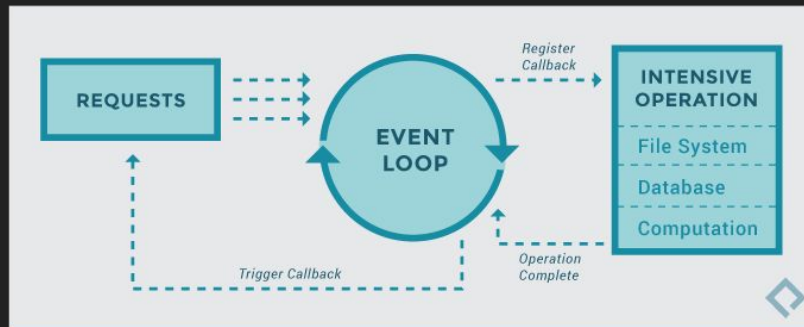 REQUESTS
EVENT
LOOP
Register
Callback
INTENSIVE
OPERATION
File System
Database
Computation
Operation
Complete
Trigger Callback